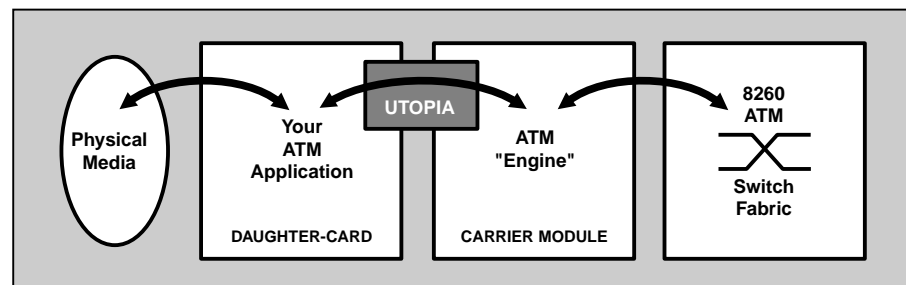 Physical
Media
Your
ATM
Application
DAUGHTER-CARD
UTOPIA
ATM
"Engine"
CARRIER MODULE
8260
ATM
Switch
Fabric